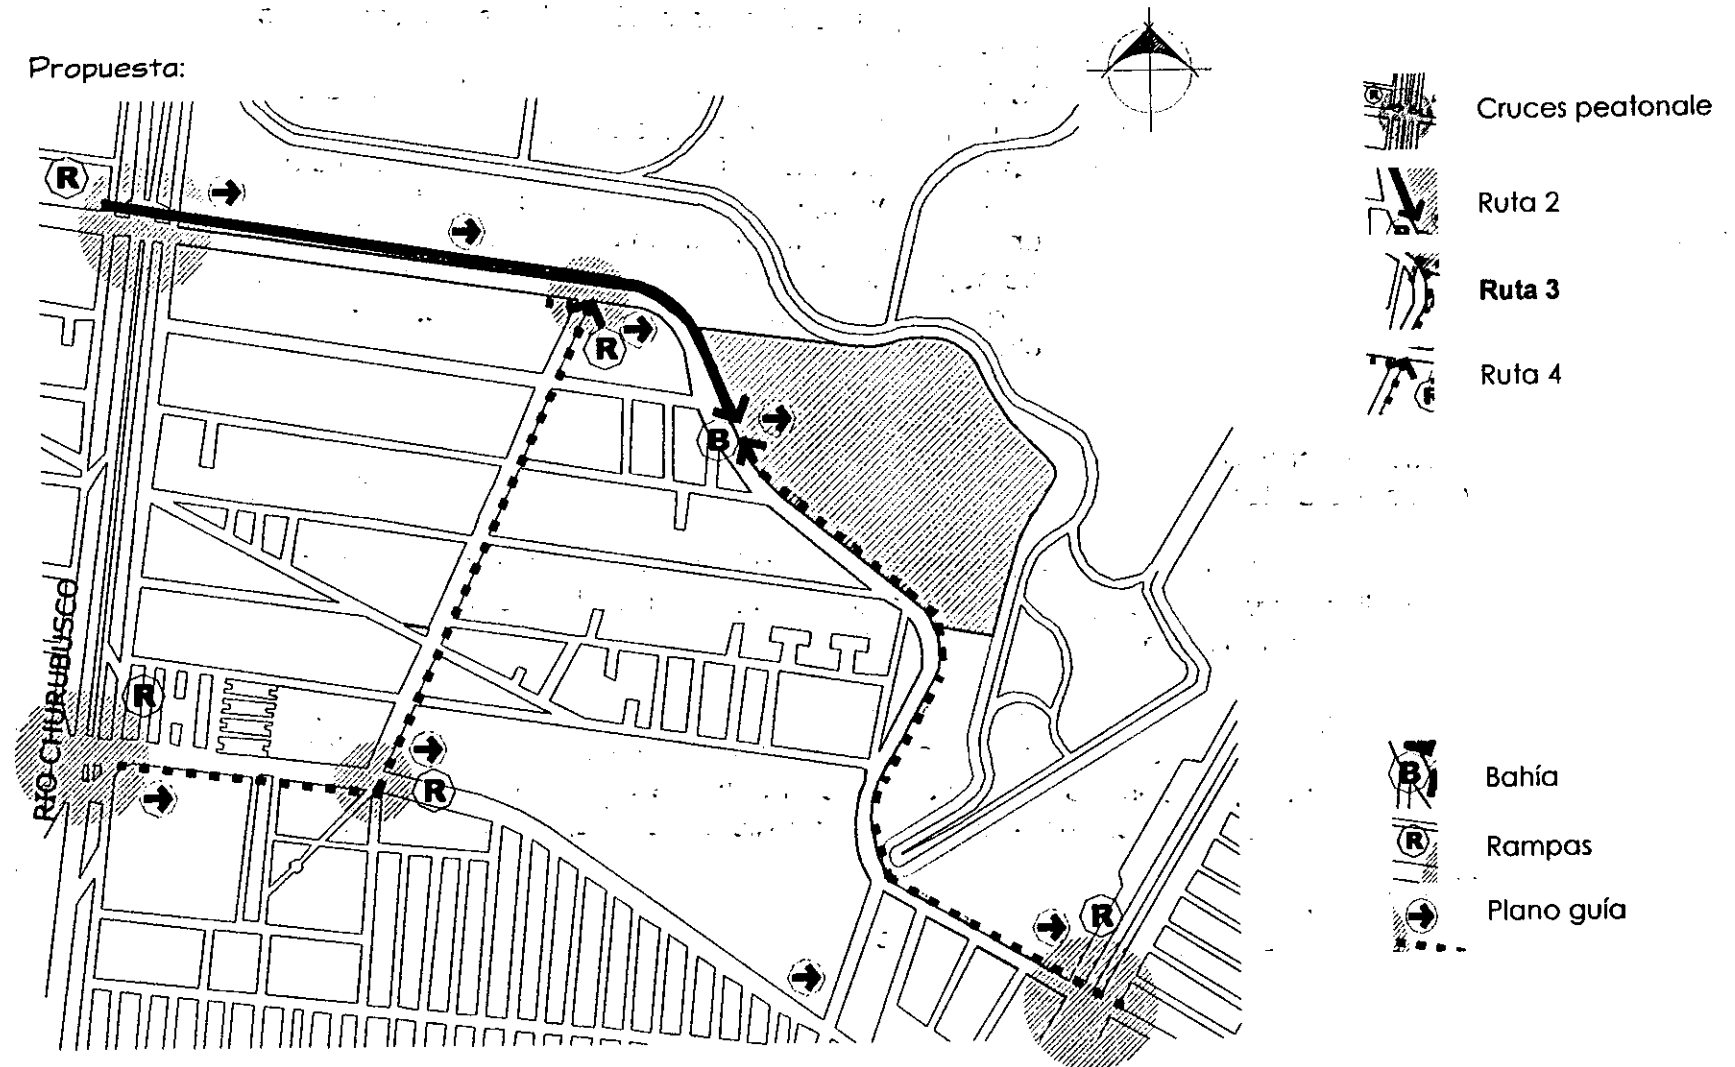 Propuesta:
R
R
B
RIO CHURUBUSCO
R
R
R
R
Cruces peatonale
Ruta 2
Ruta 3
Ruta 4
B
Bahía
R
Rampas
Plano guía